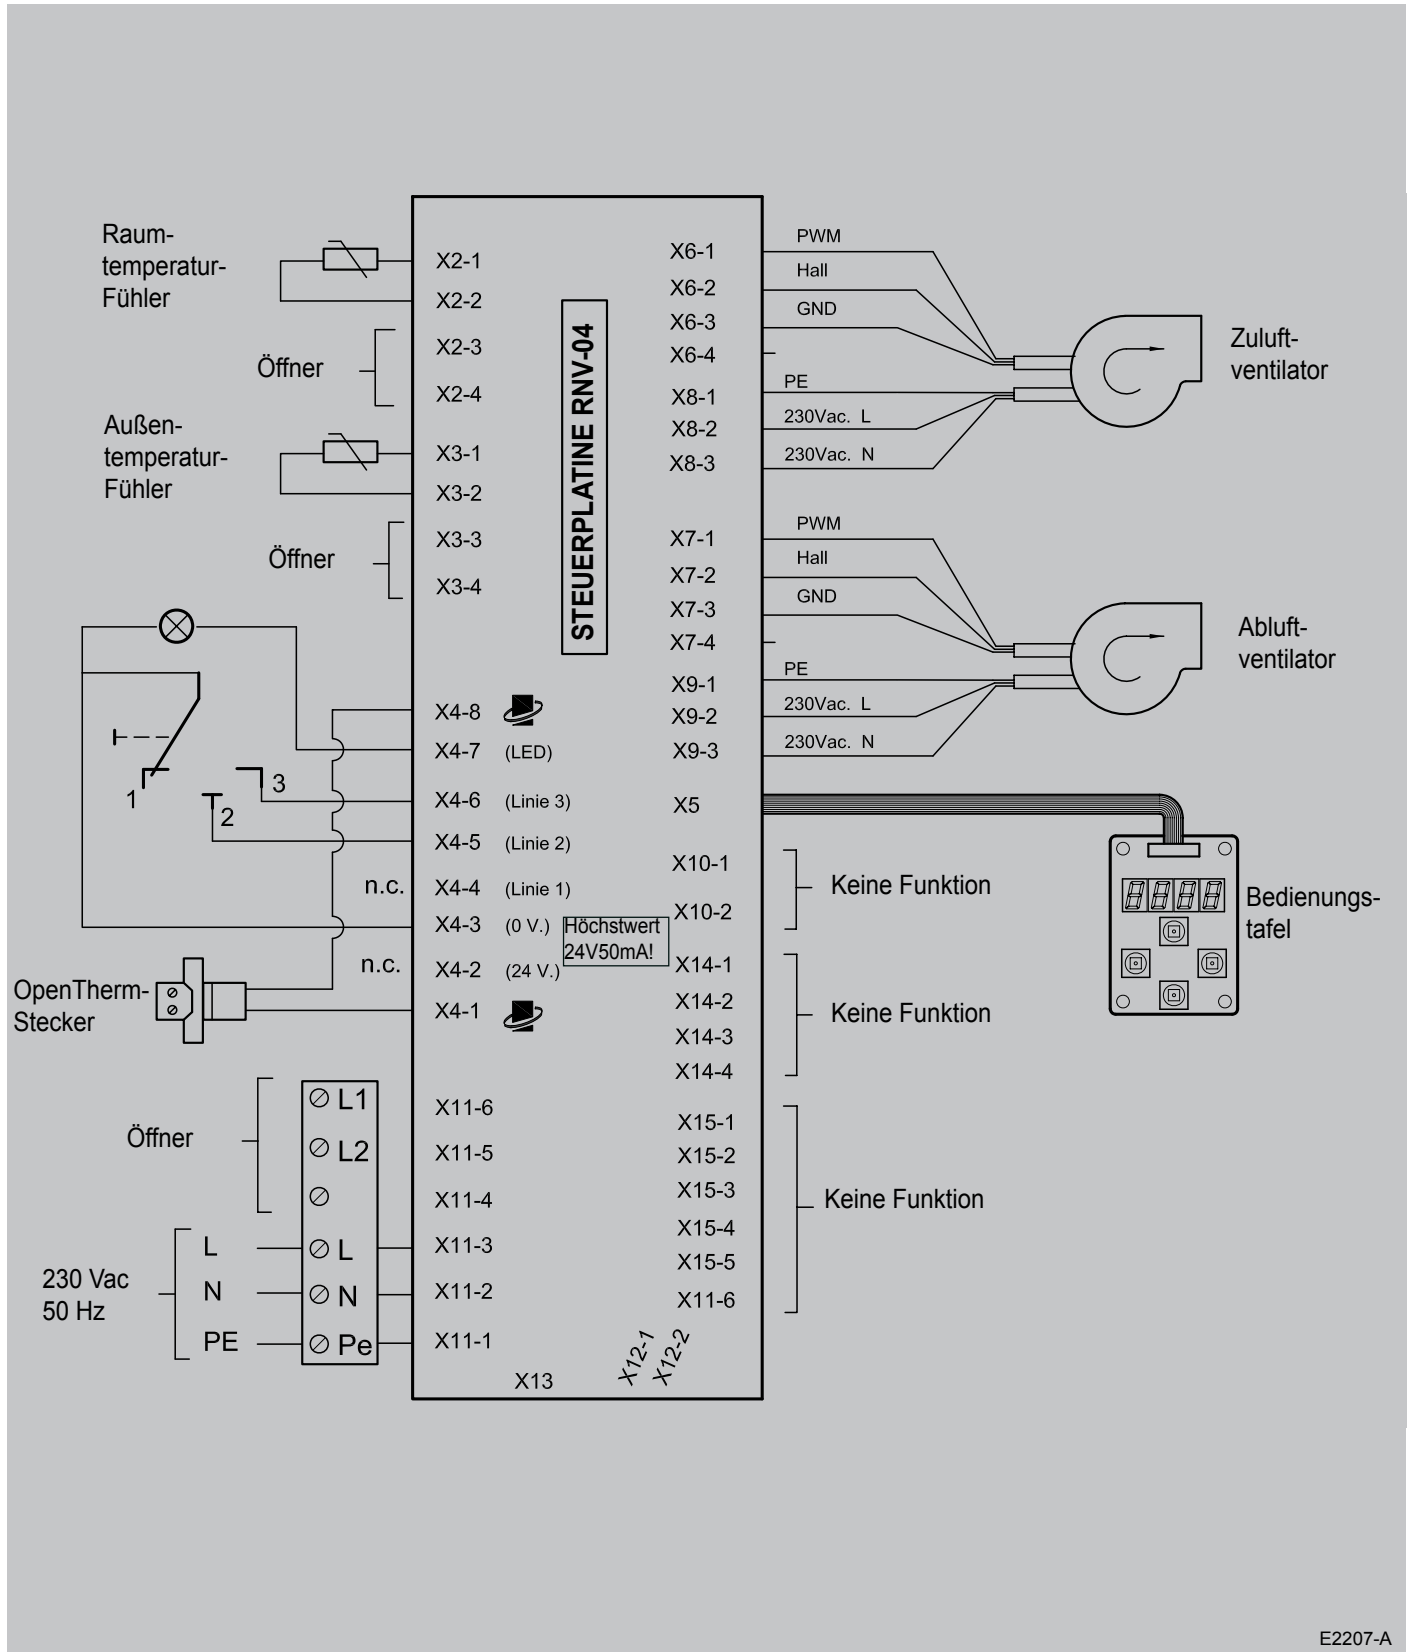 Raum-
temperatur-
Fühler
Öffner
Außen-
temperatur-
Fühler
Öffner
1
2
3
n.c.
n.c.
OpenTherm-
Stecker
Öffner
L1
L2
L
N
Pe
230 Vac
50 Hz
L
N
PE
X2-1
X2-2
X2-3
X2-4
X3-1
X3-2
X3-3
X3-4
X4-8
X4-7 (LED)
X4-6 (Linie 3)
X4-5 (Linie 2)
X4-4 (Linie 1)
X4-3 (0 V.)
X4-2 (24 V.)
X4-1
Höchstwert
24V50mA!
X11-6
X11-5
X11-4
X11-3
X11-2
X11-1
X13
X12-1
X12-2
STEUERPLATINE RNV-04
X6-1
X6-2
X6-3
X6-4
X8-1
X8-2
X8-3
X7-1
X7-2
X7-3
X7-4
X9-1
X9-2
X9-3
X5
X10-1
X10-2
X14-1
X14-2
X14-3
X14-4
X15-1
X15-2
X15-3
X15-4
X15-5
X11-6
PWM
Hall
GND
PE
230Vac. L
230Vac. N
Zuluft-
ventilator
PWM
Hall
GND
PE
230Vac. L
230Vac. N
Abluft-
ventilator
8888
Bedienungs-
tafel
Keine Funktion
Keine Funktion
Keine Funktion
E2207-A